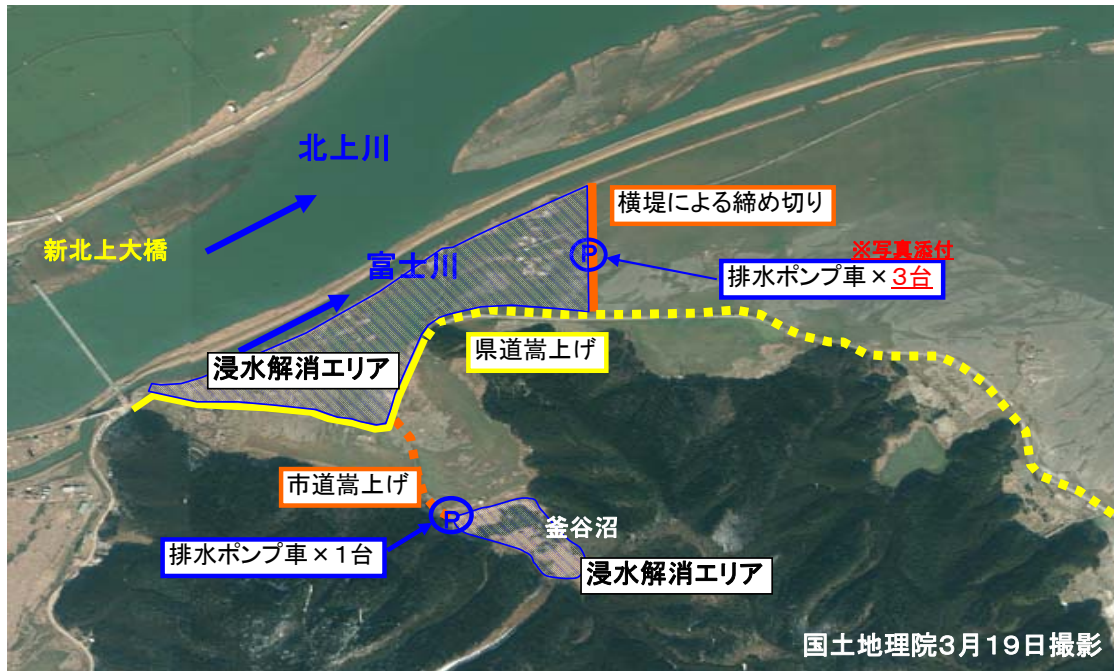 北上川
横堤による締め切り
新北上大橋
※写真添付
富士川
P
排水ポンプ車×3台
県道嵩上げ
浸水解消エリア
市道嵩上げ
釜谷沼
R
排水ポンプ車×1台
浸水解消エリア
国土地理院3月19日撮影